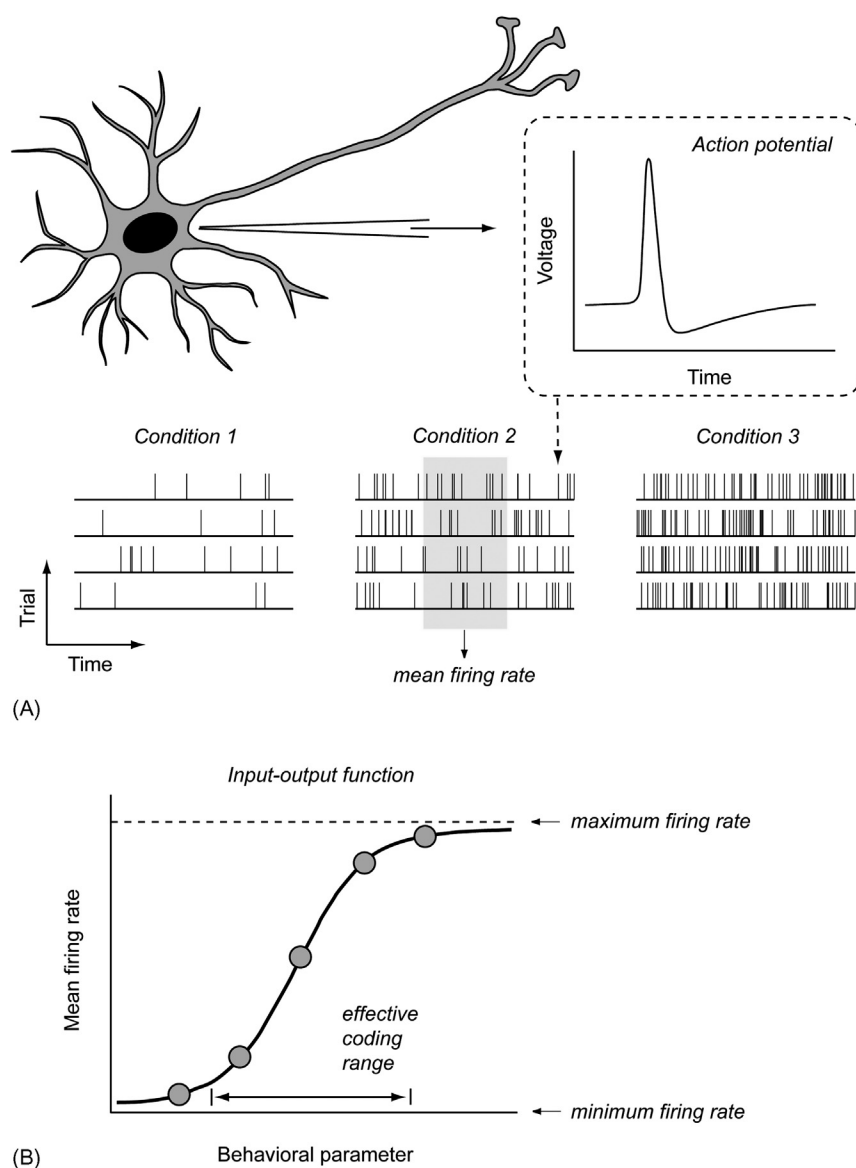 Action potential
Voltage
Time
Condition 1
Condition 2
Condition 3
Trial
Time
mean firing rate
(A)
Input-output function
maximum firing rate
Mean firing rate
effective
coding
range
minimum firing rate
Behavioral parameter
(B)